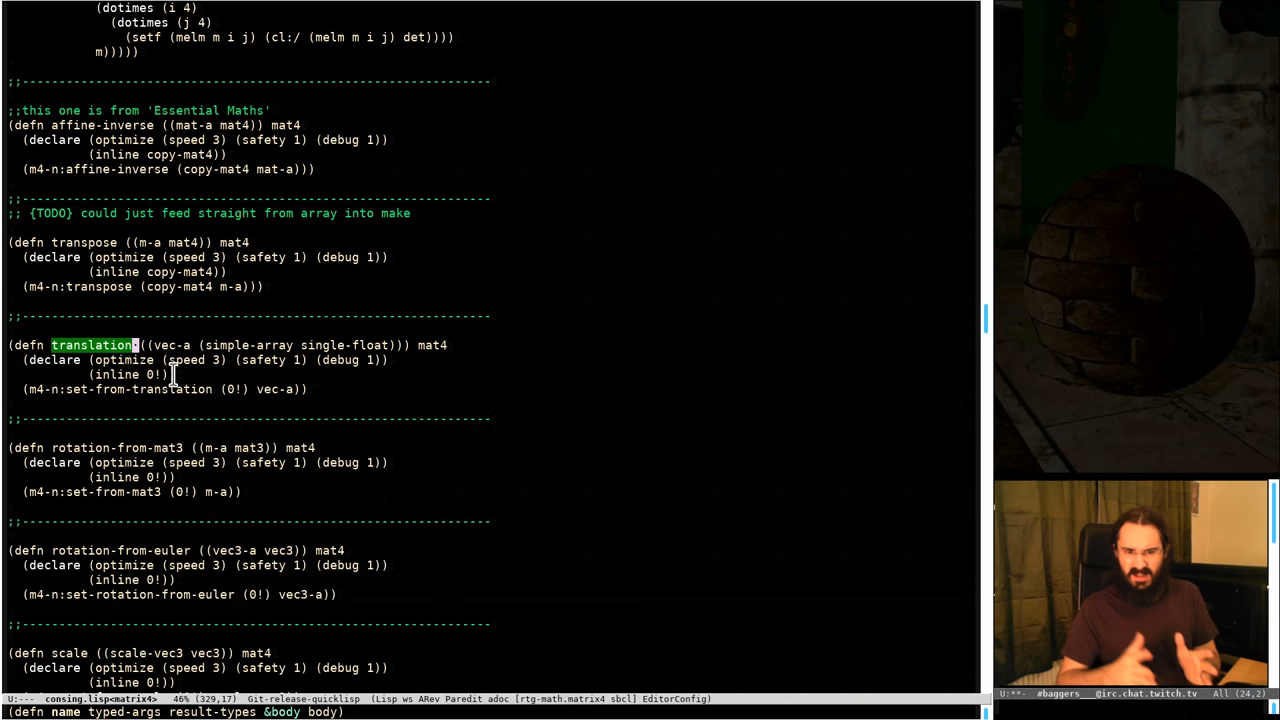 (dotimes (i 4)
(dotimes (j 4)
(setf (melm m i j) (cl:/ (melm m i j) det))))
m)))))
;;----------------------------------------------------------------
;;this one is from 'Essential Maths'
(defn affine-inverse ((mat-a mat4)) mat4
(declare (optimize (speed 3) (safety 1) (debug 1))
(inline copy-mat4))
(m4-n:affine-inverse (copy-mat4 mat-a)))
;;----------------------------------------------------------------
;; {TODO} could just feed straight from array into make
(defn transpose ((m-a mat4)) mat4
(declare (optimize (speed 3) (safety 1) (debug 1))
(inline copy-mat4))
(m4-n:transpose (copy-mat4 m-a)))
;;----------------------------------------------------------------
(defn translation ((vec-a (simple-array single-float))) mat4
(declare (optimize (speed 3) (safety 1) (debug 1))
(inline 0!))
(m4-n:set-from-translation (0!) vec-a))
;;----------------------------------------------------------------
(defn rotation-from-mat3 ((m-a mat3)) mat4
(declare (optimize (speed 3) (safety 1) (debug 1))
(inline 0!))
(m4-n:set-from-mat3 (0!) m-a))
;;----------------------------------------------------------------
(defn rotation-from-euler ((vec3-a vec3)) mat4
(declare (optimize (speed 3) (safety 1) (debug 1))
(inline 0!))
(m4-n:set-rotation-from-euler (0!) vec3-a))
;;----------------------------------------------------------------
(defn scale ((scale-vec3 vec3)) mat4
(declare (optimize (speed 3) (safety 1) (debug 1))
(inline 0!))
U:--- consing.lisp<matrix4> 46% (329,17) Git-release-quicklisp (Lisp ws ARev Paredit adoc [rtg-math.matrix4 sbcl] EditorConfig)
U:**- #baggers___@irc.chat.twitch.tv All (24,2)
(defn name typed-args result-types &body body)